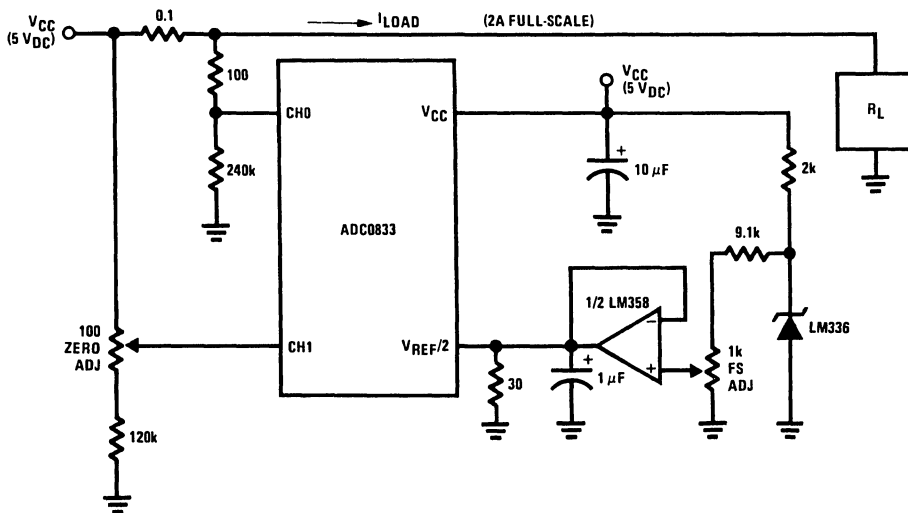 VCC
(5 VDC)
0.1
ILOAD
(2A FULL-SCALE)
100
CH0
240k
ADC0833
VCC
VCC
(5 VDC)
+
10 µF
RL
2k
9.1k
LM336
1/2 LM358
−
+
1k
FS
ADJ
100
ZERO
ADJ
CH1
VREF/2
30
+
1 µF
120k